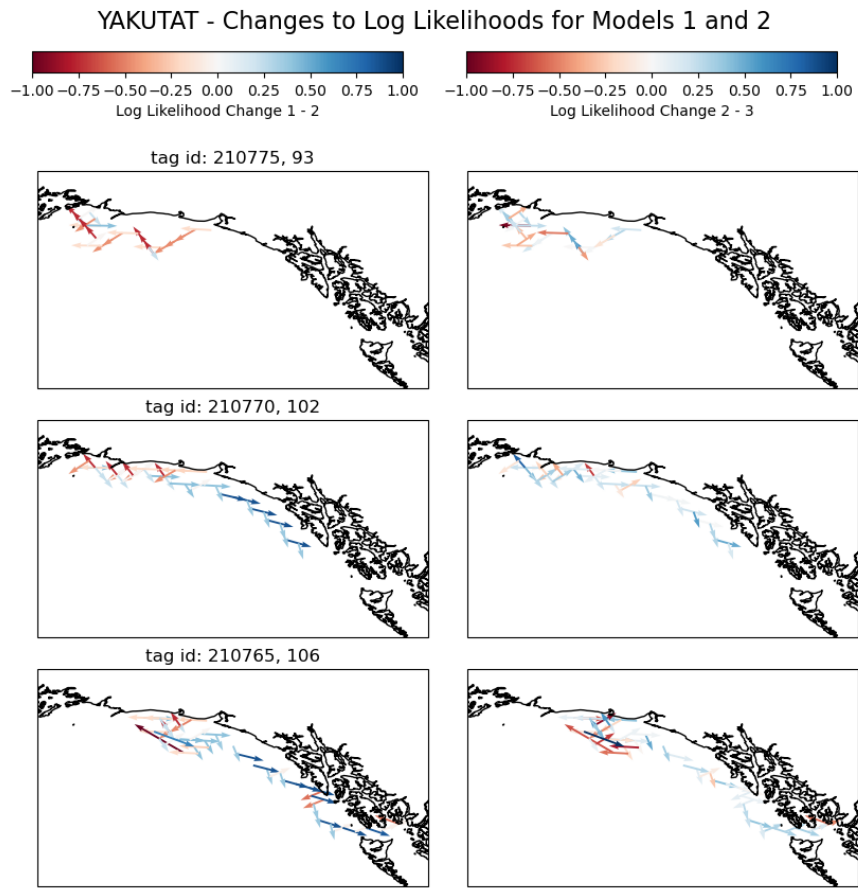 YAKUTAT - Changes to Log Likelihoods for Models 1 and 2
−1.00 −0.75 −0.50 −0.25 0.00 0.25 0.50 0.75 1.00
Log Likelihood Change 1 - 2
−1.00 −0.75 −0.50 −0.25 0.00 0.25 0.50 0.75 1.00
Log Likelihood Change 2 - 3
tag id: 210775, 93
tag id: 210770, 102
tag id: 210765, 106